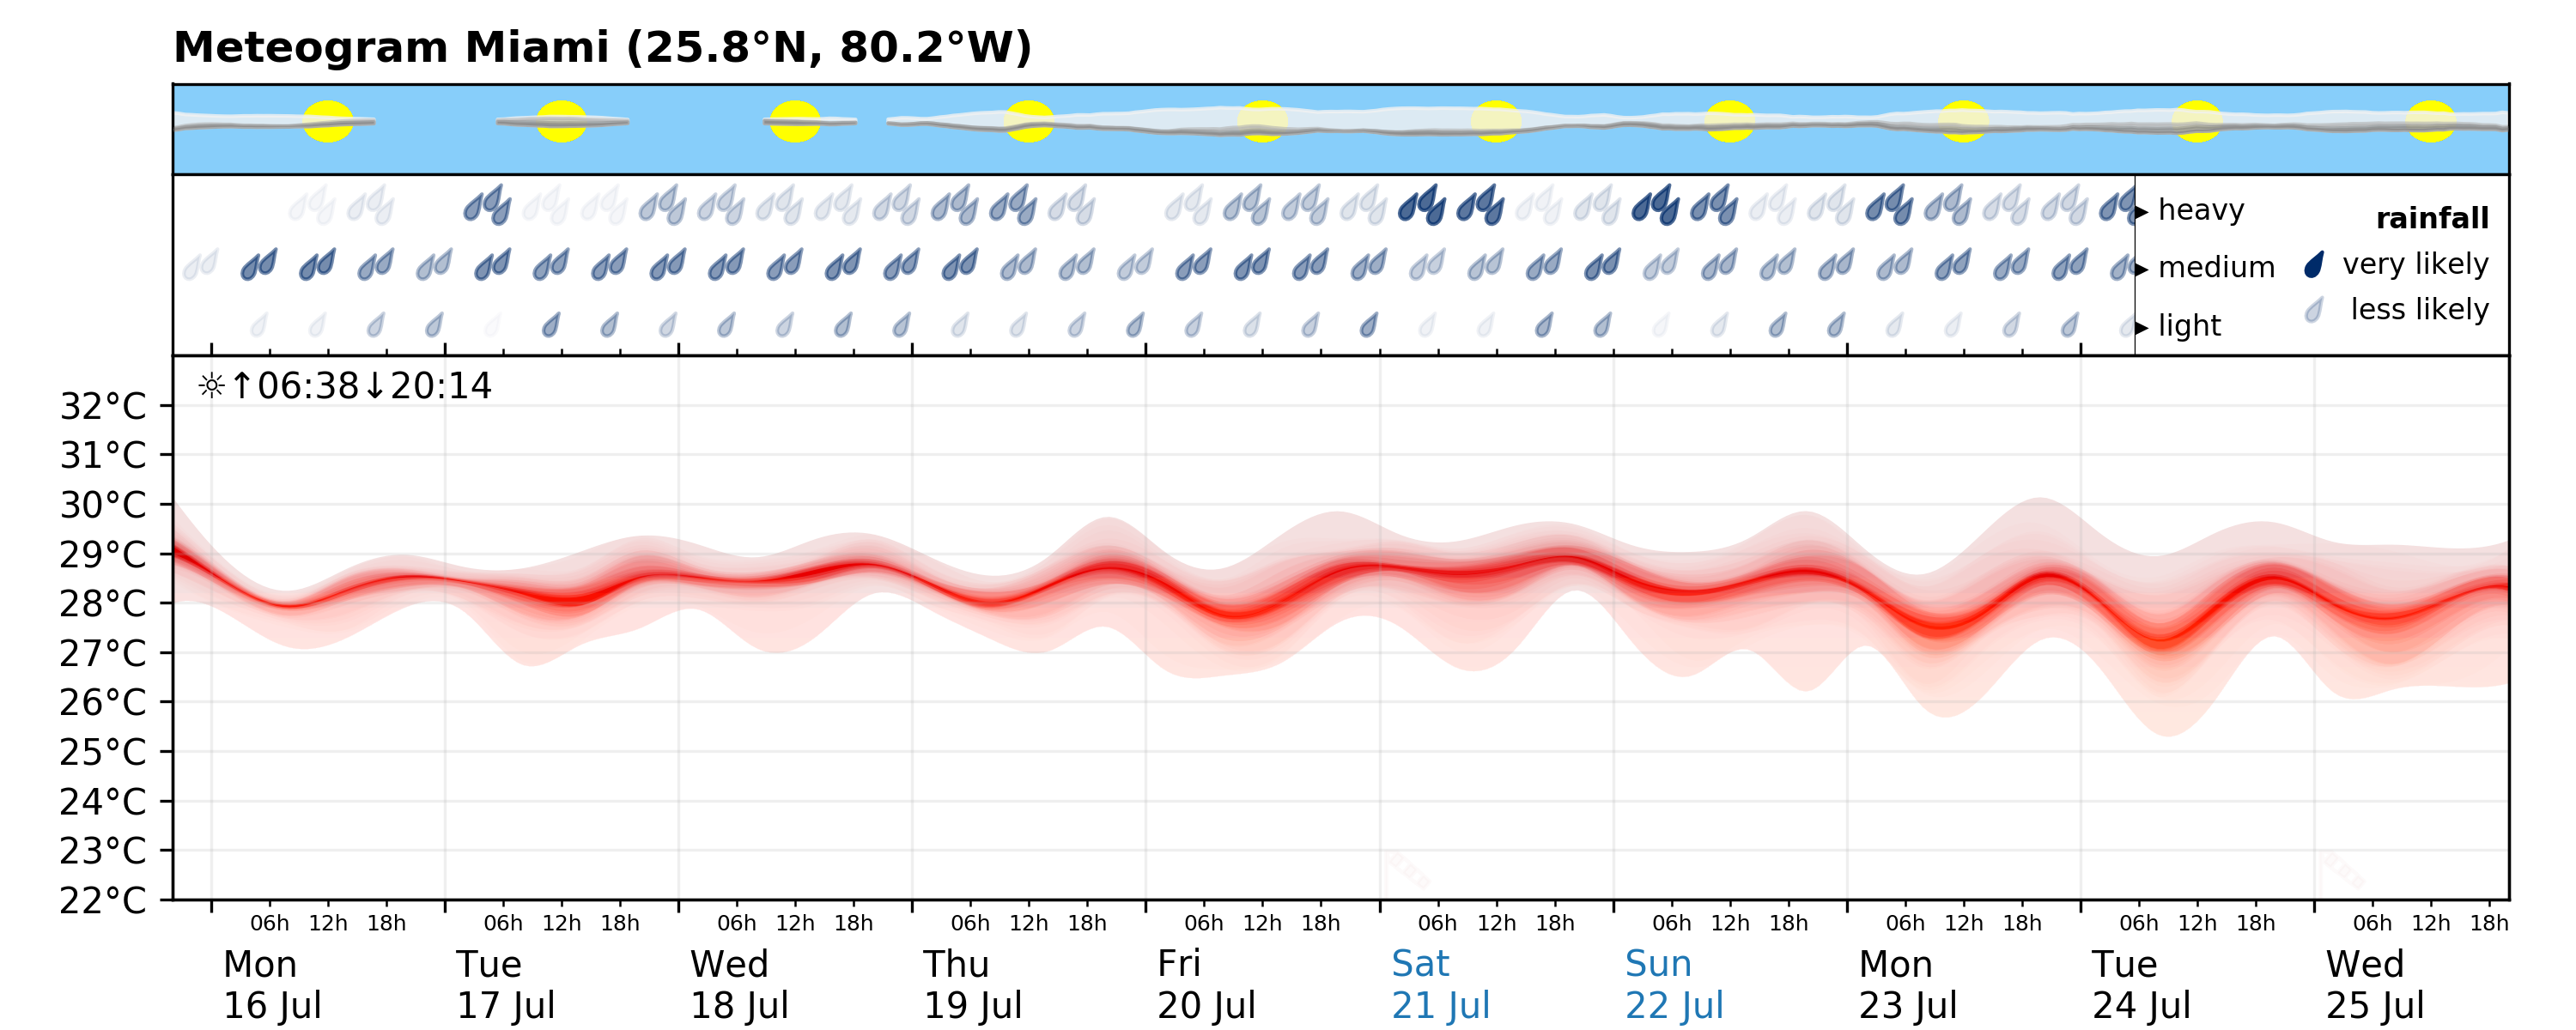 Meteogram Miami (25.8°N, 80.2°W)
▸ heavy
rainfall
▸ medium
very likely
less likely
▸ light
☼↑06:38↓20:14
32°C
31°C
30°C
29°C
28°C
27°C
26°C
25°C
24°C
23°C
22°C
06h 12h 18h 06h 12h 18h 06h 12h 18h 06h 12h 18h 06h 12h 18h 06h 12h 18h 06h 12h 18h 06h 12h 18h 06h 12h 18h 06h 12h 18h
Mon Tue Wed Thu Fri Sat Sun Mon Tue Wed
16 Jul 17 Jul 18 Jul 19 Jul 20 Jul 21 Jul 22 Jul 23 Jul 24 Jul 25 Jul